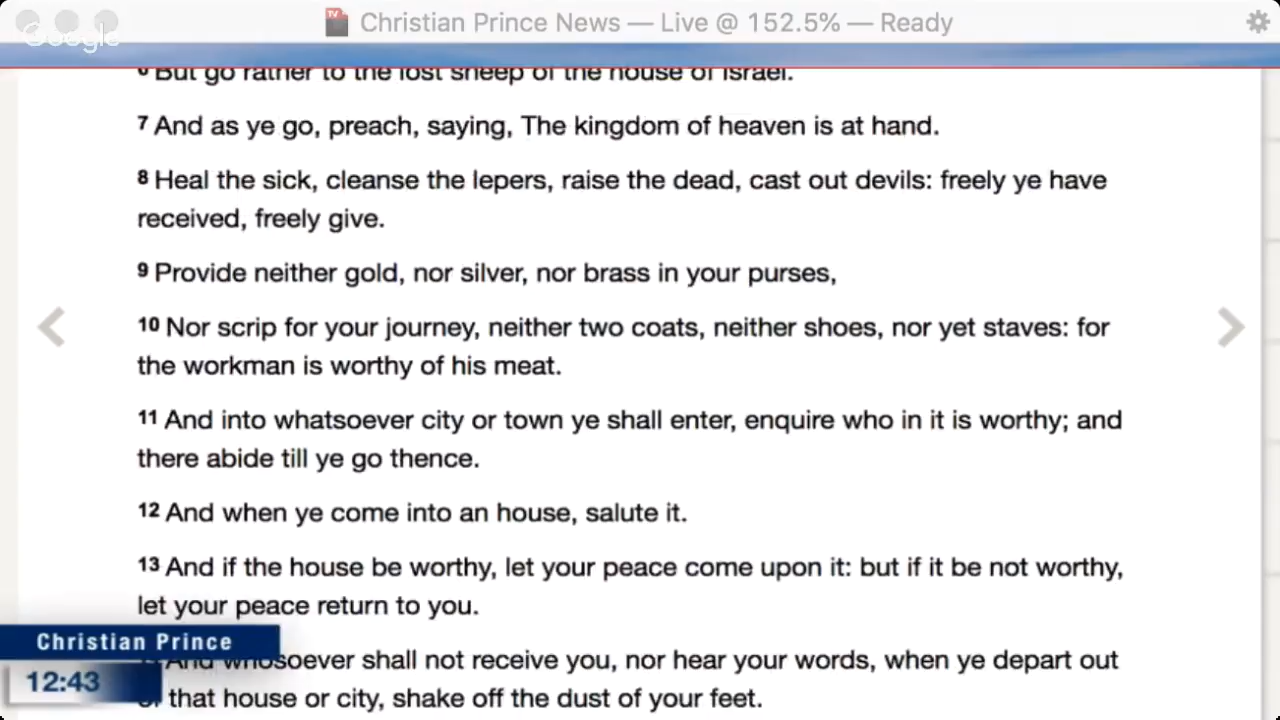 Christian Prince News — Live @ 152.5% — Ready
Google
6 But go rather to the lost sheep of the house of Israel.
7 And as ye go, preach, saying, The kingdom of heaven is at hand.
8 Heal the sick, cleanse the lepers, raise the dead, cast out devils: freely ye have
received, freely give.
9 Provide neither gold, nor silver, nor brass in your purses,
10 Nor scrip for your journey, neither two coats, neither shoes, nor yet staves: for
the workman is worthy of his meat.
11 And into whatsoever city or town ye shall enter, enquire who in it is worthy; and
there abide till ye go thence.
12 And when ye come into an house, salute it.
13 And if the house be worthy, let your peace come upon it: but if it be not worthy,
let your peace return to you.
Christian Prince
And whosoever shall not receive you, nor hear your words, when ye depart out
12:43
that house or city, shake off the dust of your feet.